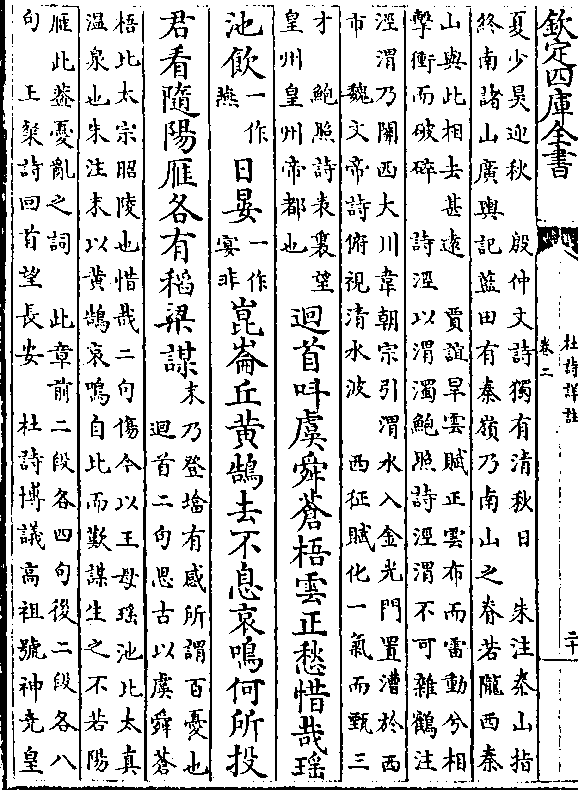 欽定四庫全書
杜詩詳註
卷二
二十
夏少昊迎秋　殷仲文詩獨有清秋日　朱注秦山指
終南諸山廣輿記藍田有秦嶺乃南山之脊若隴西秦
山與此相去甚遠　賈誼旱雲賦正雲布而雷動兮相
擊衝而破碎　詩涇以渭濁鮑照詩涇渭不可雜鶴注
涇渭乃關西大川韋朝宗引渭水入金光門置漕於西
市　魏文帝詩俯視清水波　西征賦化一氣而甄三
才　鮑照詩表裏望
皇州皇州帝都也
迴首叫虞舜蒼梧雲正愁惜哉瑤
池飲一作燕日晏一作宴非崑崙丘黃鵠去不息哀鳴何所投
君看隨陽雁各有稻粱謀
末乃登塔有感所謂百憂也
迴首二句思古以虞舜蒼
梧比太宗昭陵也惜哉二句傷今以王母瑤池比太真
温泉也朱注末以黄鵠哀鳴自比而歎謀生之不若陽
雁此葢憂亂之詞　此章前二段各四句後二段各八
句　王粲詩回首望長安　杜詩博議高祖號神堯皇